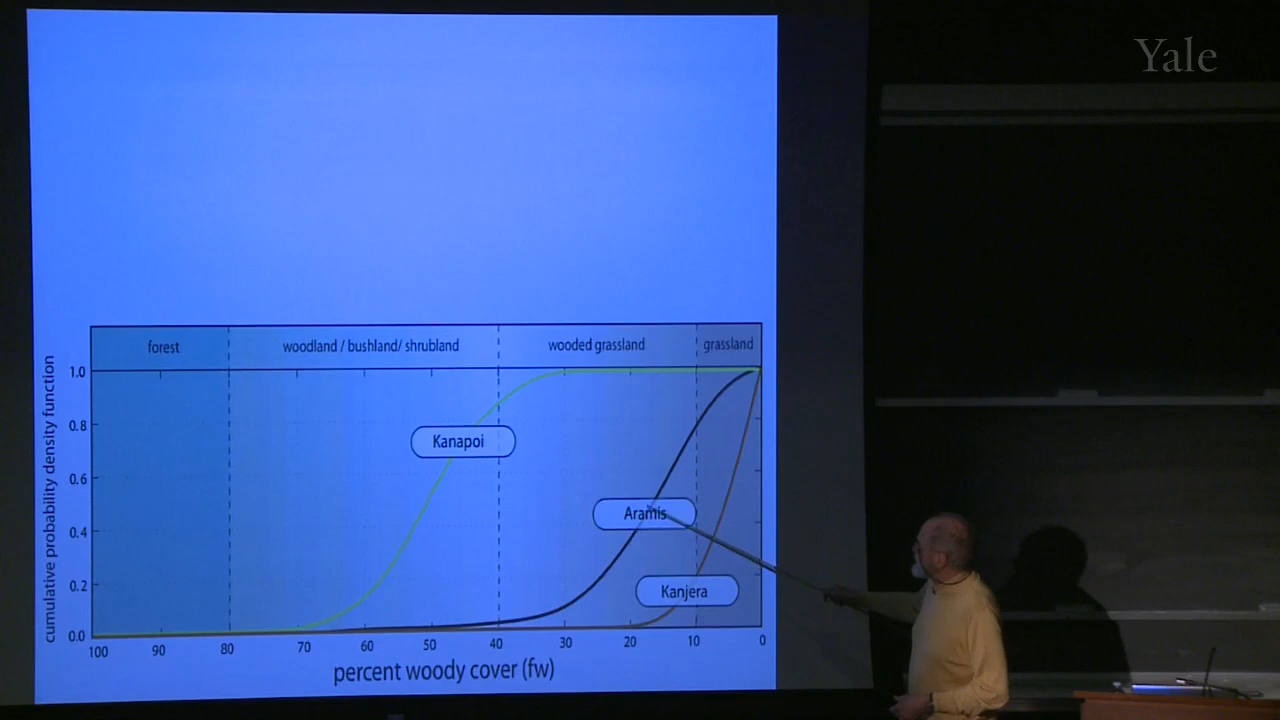 Yale
forest
woodland / bushland/ shrubland
wooded grassland
grassland
cumulative probability density function
1.0
0.8
0.6
0.4
0.2
0.0
Kanapoi
Aramis
Kanjera
100 90 80 70 60 50 40 30 20 10 0
percent woody cover (fw)